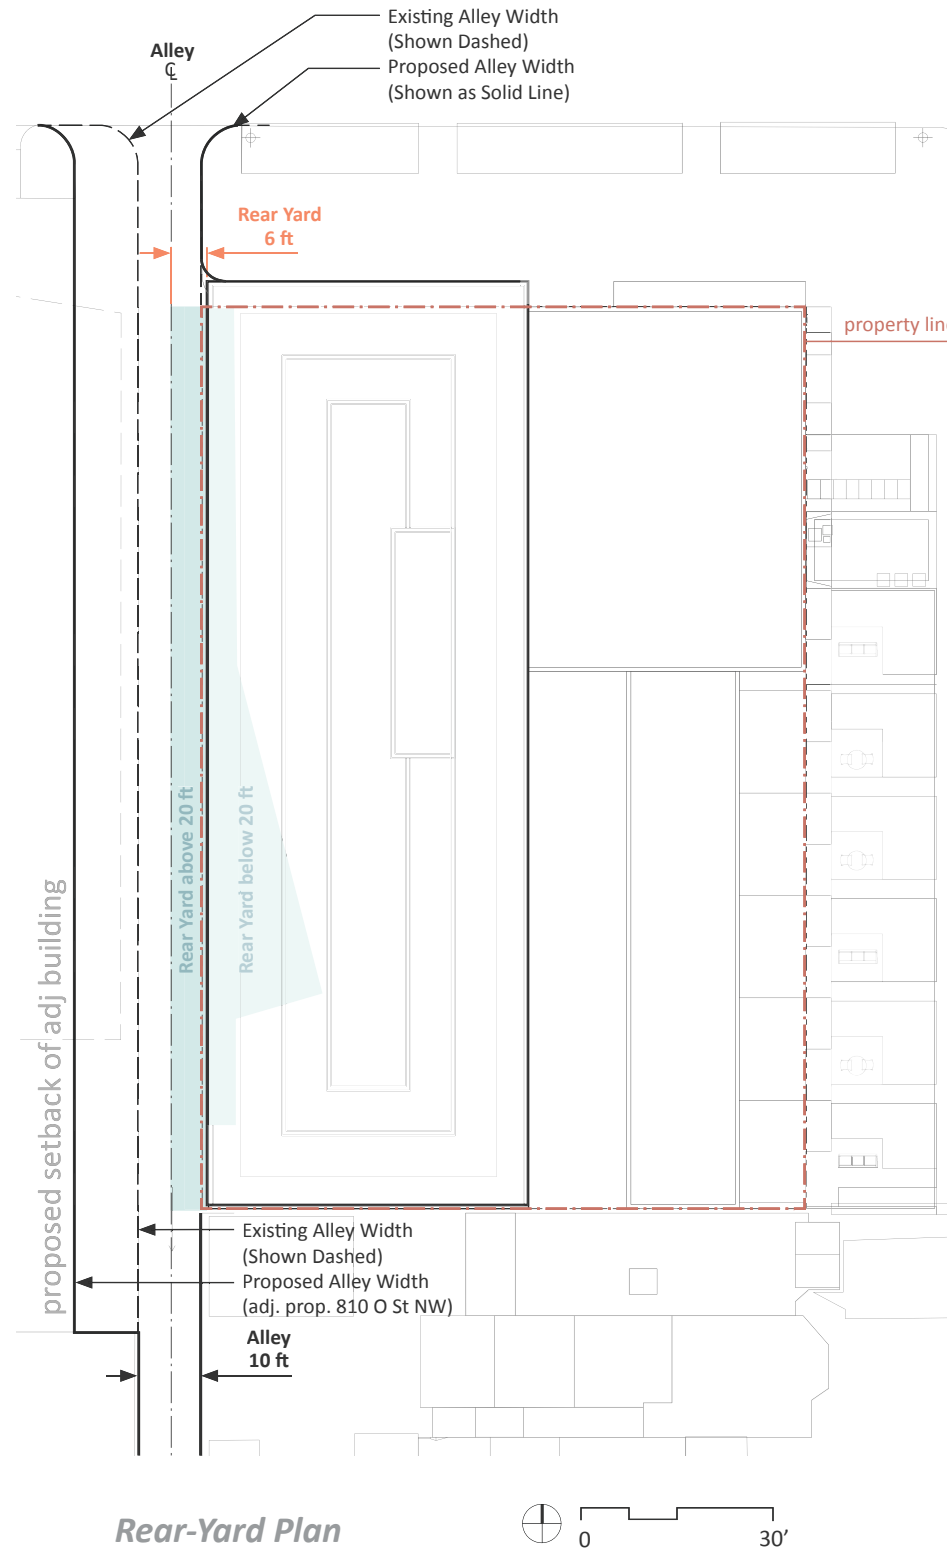 Existing Alley Width
(Shown Dashed)
Alley
℄
Proposed Alley Width
(Shown as Solid Line)
Rear Yard
6 ft
property line
Rear Yard above 20 ft
Rear Yard below 20 ft
proposed setback of adj building
Existing Alley Width
(Shown Dashed)
Proposed Alley Width
(adj. prop. 810 O St NW)
Alley
10 ft
Rear-Yard Plan
0
30’